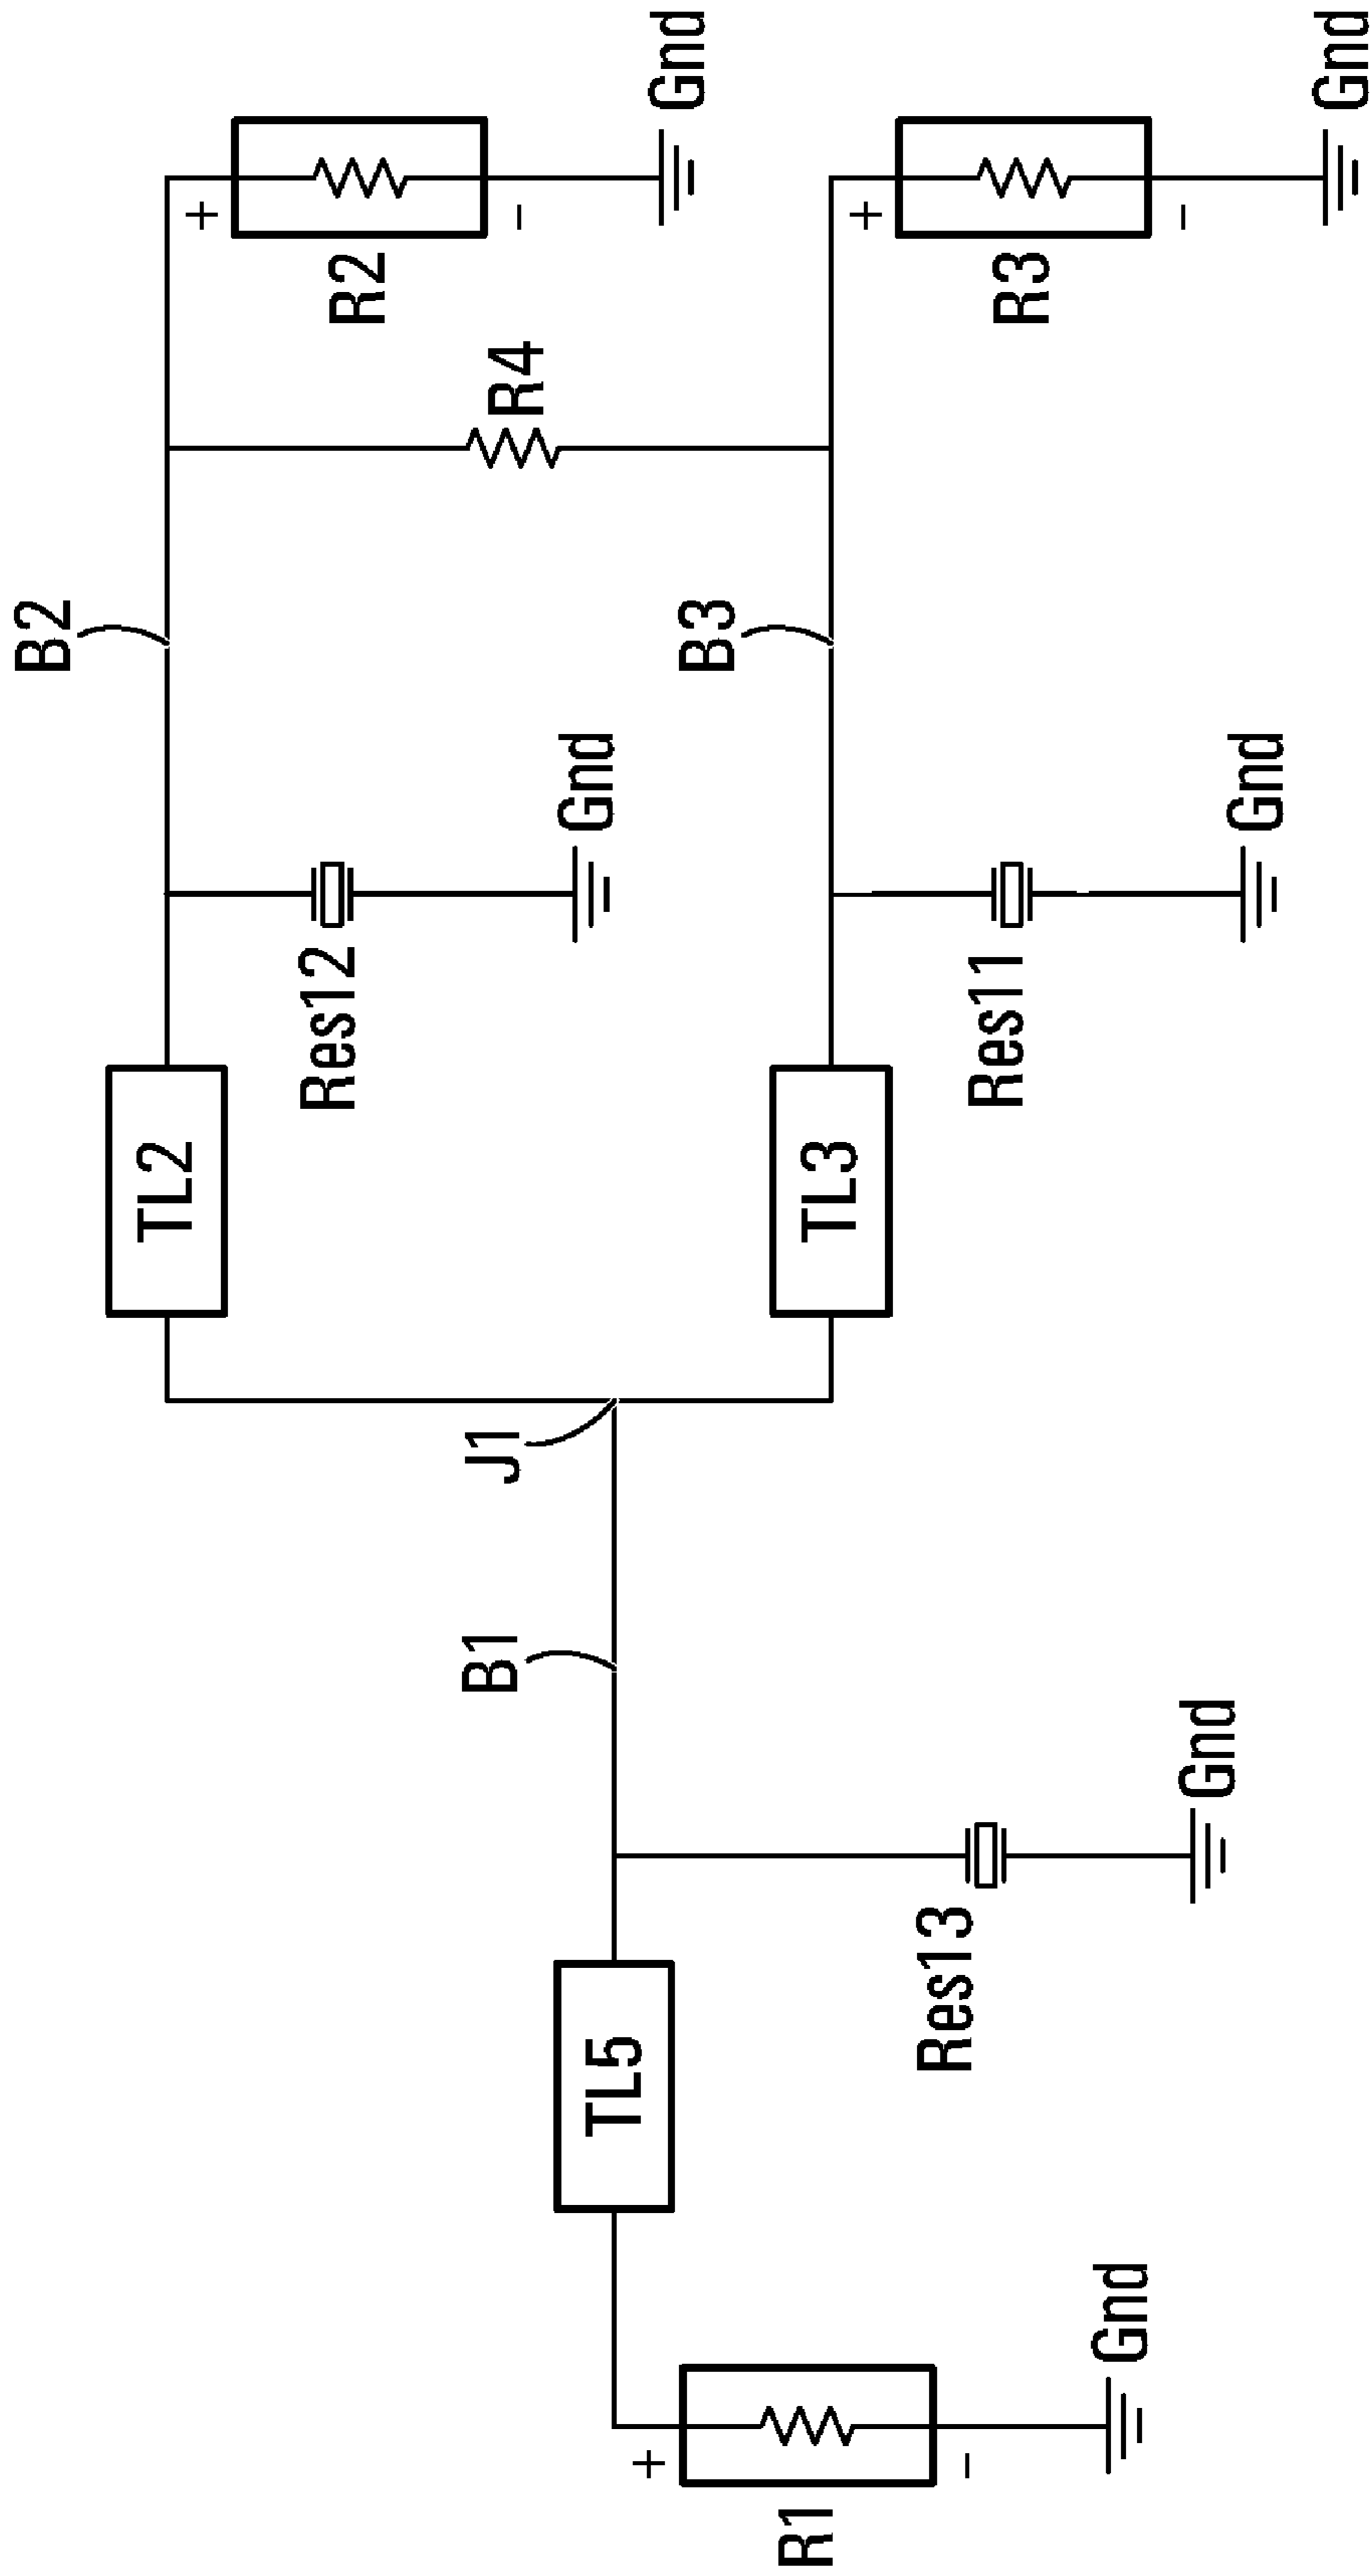 R1
+
-
Gnd
TL5
Res13
Gnd
B1
J1
TL2
TL3
Res12
Gnd
Res11
Gnd
B2
B3
R4
R2
+
-
Gnd
R3
+
-
Gnd